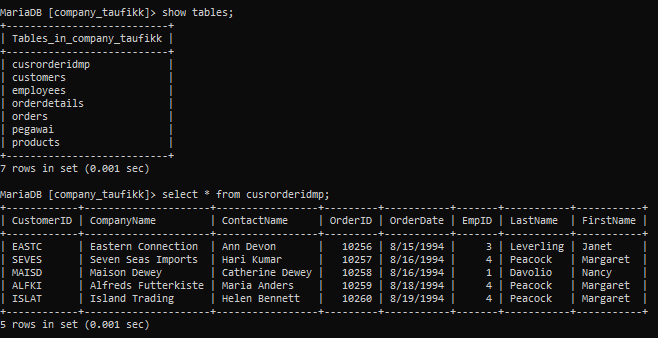 MariaDB [company_taufikk]> show tables;
+---------------------------+
| Tables_in_company_taufikk |
+---------------------------+
| cusrorderidmp             |
| customers                 |
| employees                 |
| orderdetails              |
| orders                    |
| pegawai                   |
| products                  |
+---------------------------+
7 rows in set (0.001 sec)
MariaDB [company_taufikk]> select * from cusrorderidmp;
+------------+---------------------+-----------------+---------+-----------+-------+-----------+-----------+
| CustomerID | CompanyName         | ContactName     | OrderID | OrderDate | EmpID | LastName  | FirstName |
+------------+---------------------+-----------------+---------+-----------+-------+-----------+-----------+
| EASTC      | Eastern Connection  | Ann Devon       |   10256 | 8/15/1994 |     3 | Leverling | Janet     |
| SEVES      | Seven Seas Imports  | Hari Kumar      |   10257 | 8/16/1994 |     4 | Peacock   | Margaret  |
| MAISD      | Maison Dewey        | Catherine Dewey |   10258 | 8/16/1994 |     1 | Davolio   | Nancy     |
| ALFKI      | Alfreds Futterkiste | Maria Anders    |   10259 | 8/18/1994 |     4 | Peacock   | Margaret  |
| ISLAT      | Island Trading      | Helen Bennett   |   10260 | 8/19/1994 |     4 | Peacock   | Margaret  |
+------------+---------------------+-----------------+---------+-----------+-------+-----------+-----------+
5 rows in set (0.001 sec)